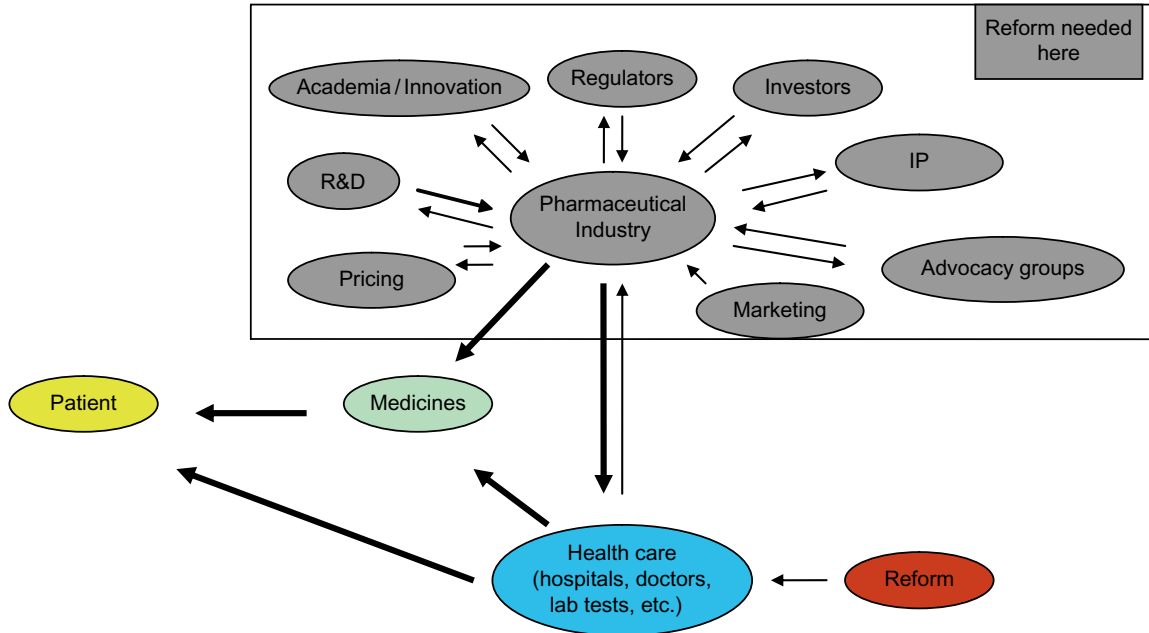 Reform needed
here
Academia / Innovation
Regulators
Investors
IP
R&D
Pharmaceutical
Industry
Pricing
Advocacy groups
Marketing
Patient
Medicines
Health care
(hospitals, doctors,
lab tests, etc.)
Reform